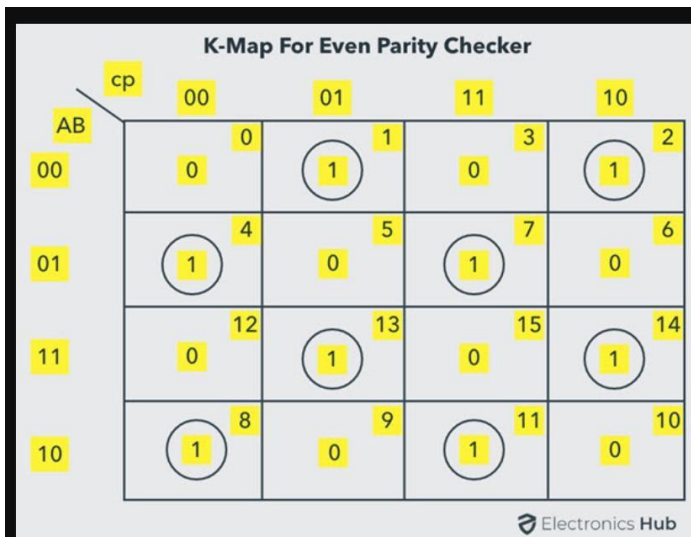 K-Map For Even Parity Checker
cp
00 01 11 10
AB
0 1 3 2
00 0 1 0 1
4 5 7 6
01 1 0 1 0
12 13 15 14
11 0 1 0 1
8 9 11 10
10 1 0 1 0
Electronics Hub